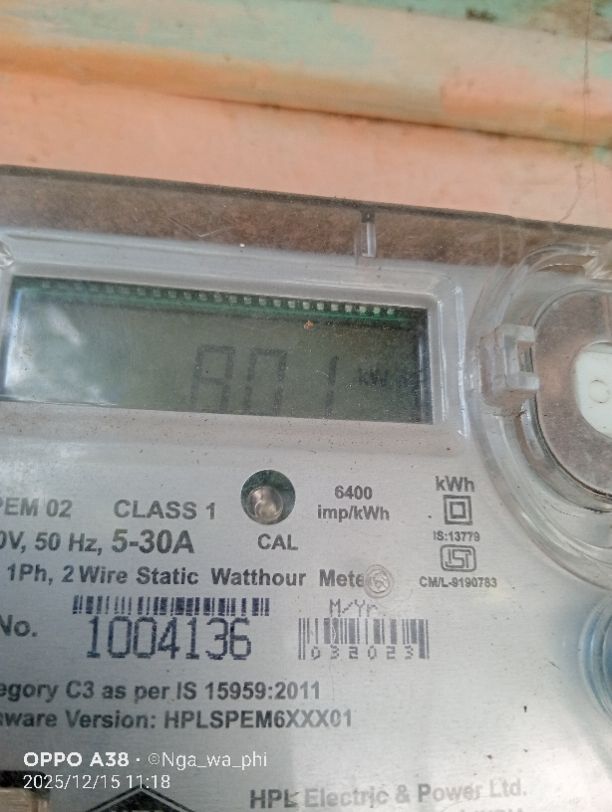 801 kWh
PEM 02 CLASS 1
6400
imp/kWh
kWh
0V, 50 Hz, 5-30A
CAL
IS:13779
1Ph, 2 Wire Static Watthour Mete
CM/L-9190783
No.
1004136
M/Yr
032023
egory C3 as per IS 15959:2011
ware Version: HPLSPEM6XXX01
OPPO A38 · ©Nga_wa_phi
2025/12/15 11:18
HPL Electric & Power Ltd.